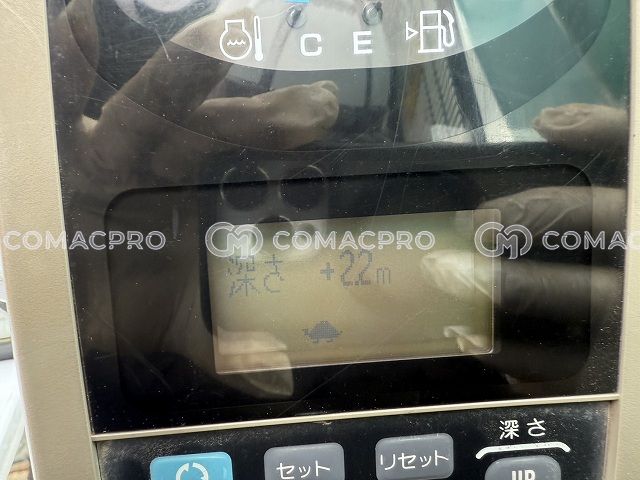 C E
COMACPRO COMACPRO COMACPRO
深さ +2.2m
深さ
セット リセット UP